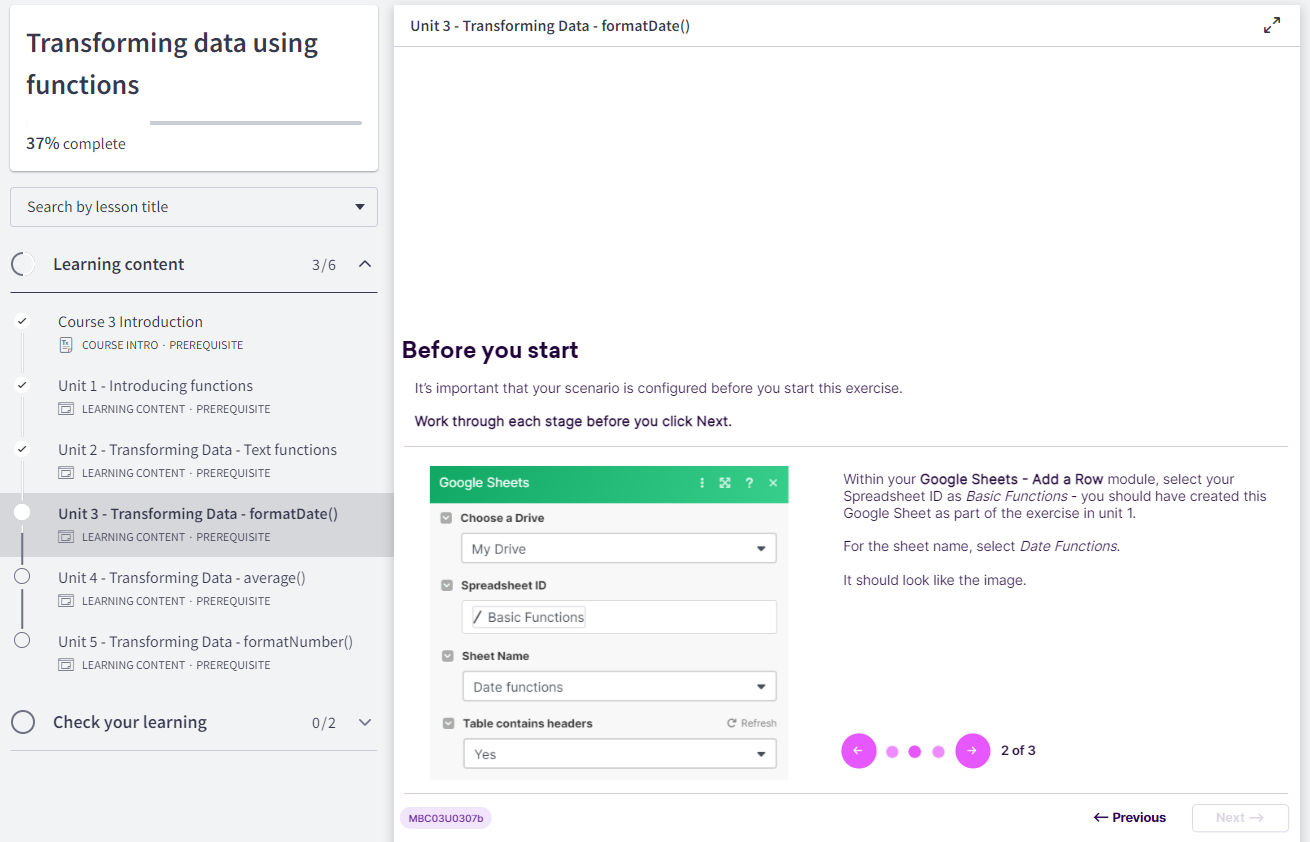 Transforming data using
functions
37% complete
Search by lesson title
Learning content 3/6
Course 3 Introduction
COURSE INTRO · PREREQUISITE
Unit 1 - Introducing functions
LEARNING CONTENT · PREREQUISITE
Unit 2 - Transforming Data - Text functions
LEARNING CONTENT · PREREQUISITE
Unit 3 - Transforming Data - formatDate()
LEARNING CONTENT · PREREQUISITE
Unit 4 - Transforming Data - average()
LEARNING CONTENT · PREREQUISITE
Unit 5 - Transforming Data - formatNumber()
LEARNING CONTENT · PREREQUISITE
Check your learning 0/2
Unit 3 - Transforming Data - formatDate()
Before you start
It's important that your scenario is configured before you start this exercise.
Work through each stage before you click Next.
Google Sheets ?
Choose a Drive
My Drive
Spreadsheet ID
/ Basic Functions
Sheet Name
Date functions
Table contains headers Refresh
Yes
Within your Google Sheets - Add a Row module, select your
Spreadsheet ID as Basic Functions - you should have created this
Google Sheet as part of the exercise in unit 1.
For the sheet name, select Date Functions.
It should look like the image.
2 of 3
MBC03U0307b
← Previous Next →